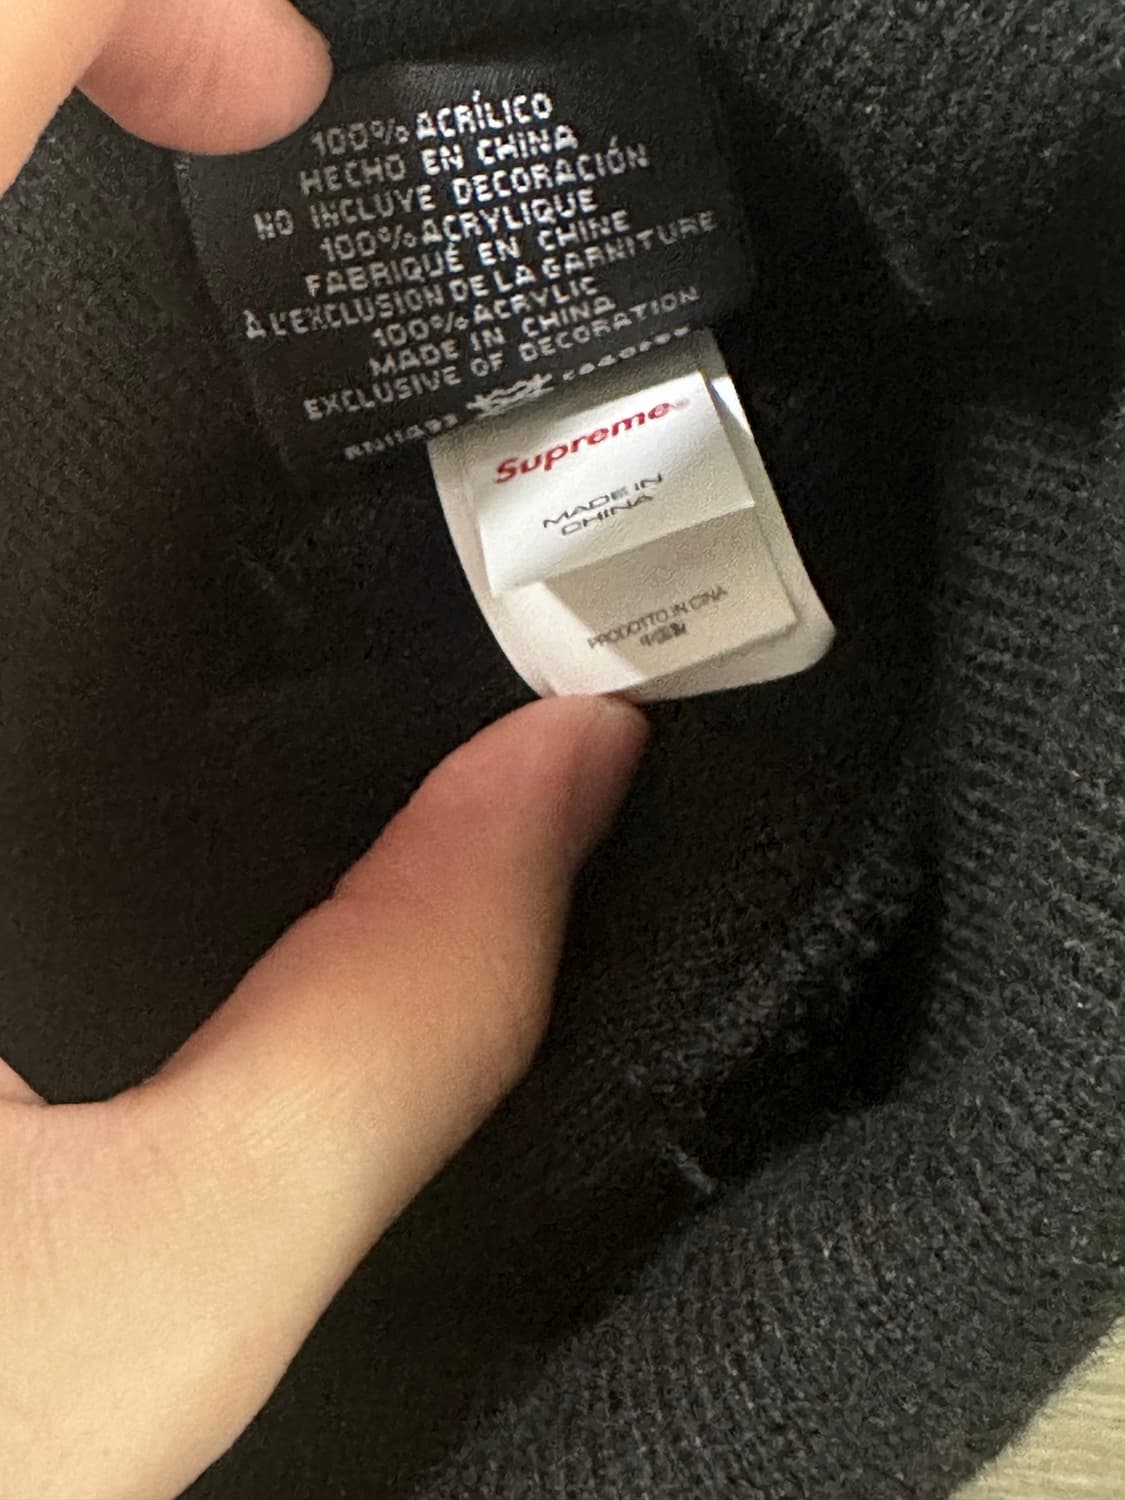 100% ACRÍLICO
HECHO EN CHINA
NO INCLUYE DECORACIÓN
100% ACRYLIQUE
FABRIQUÉ EN CHINE
À L'EXCLUSION DE LA GARNITURE
100% ACRYLIC
MADE IN CHINA
EXCLUSIVE OF DECORATION
Supreme®
MADE IN
CHINA
PRODOTTO IN CINA